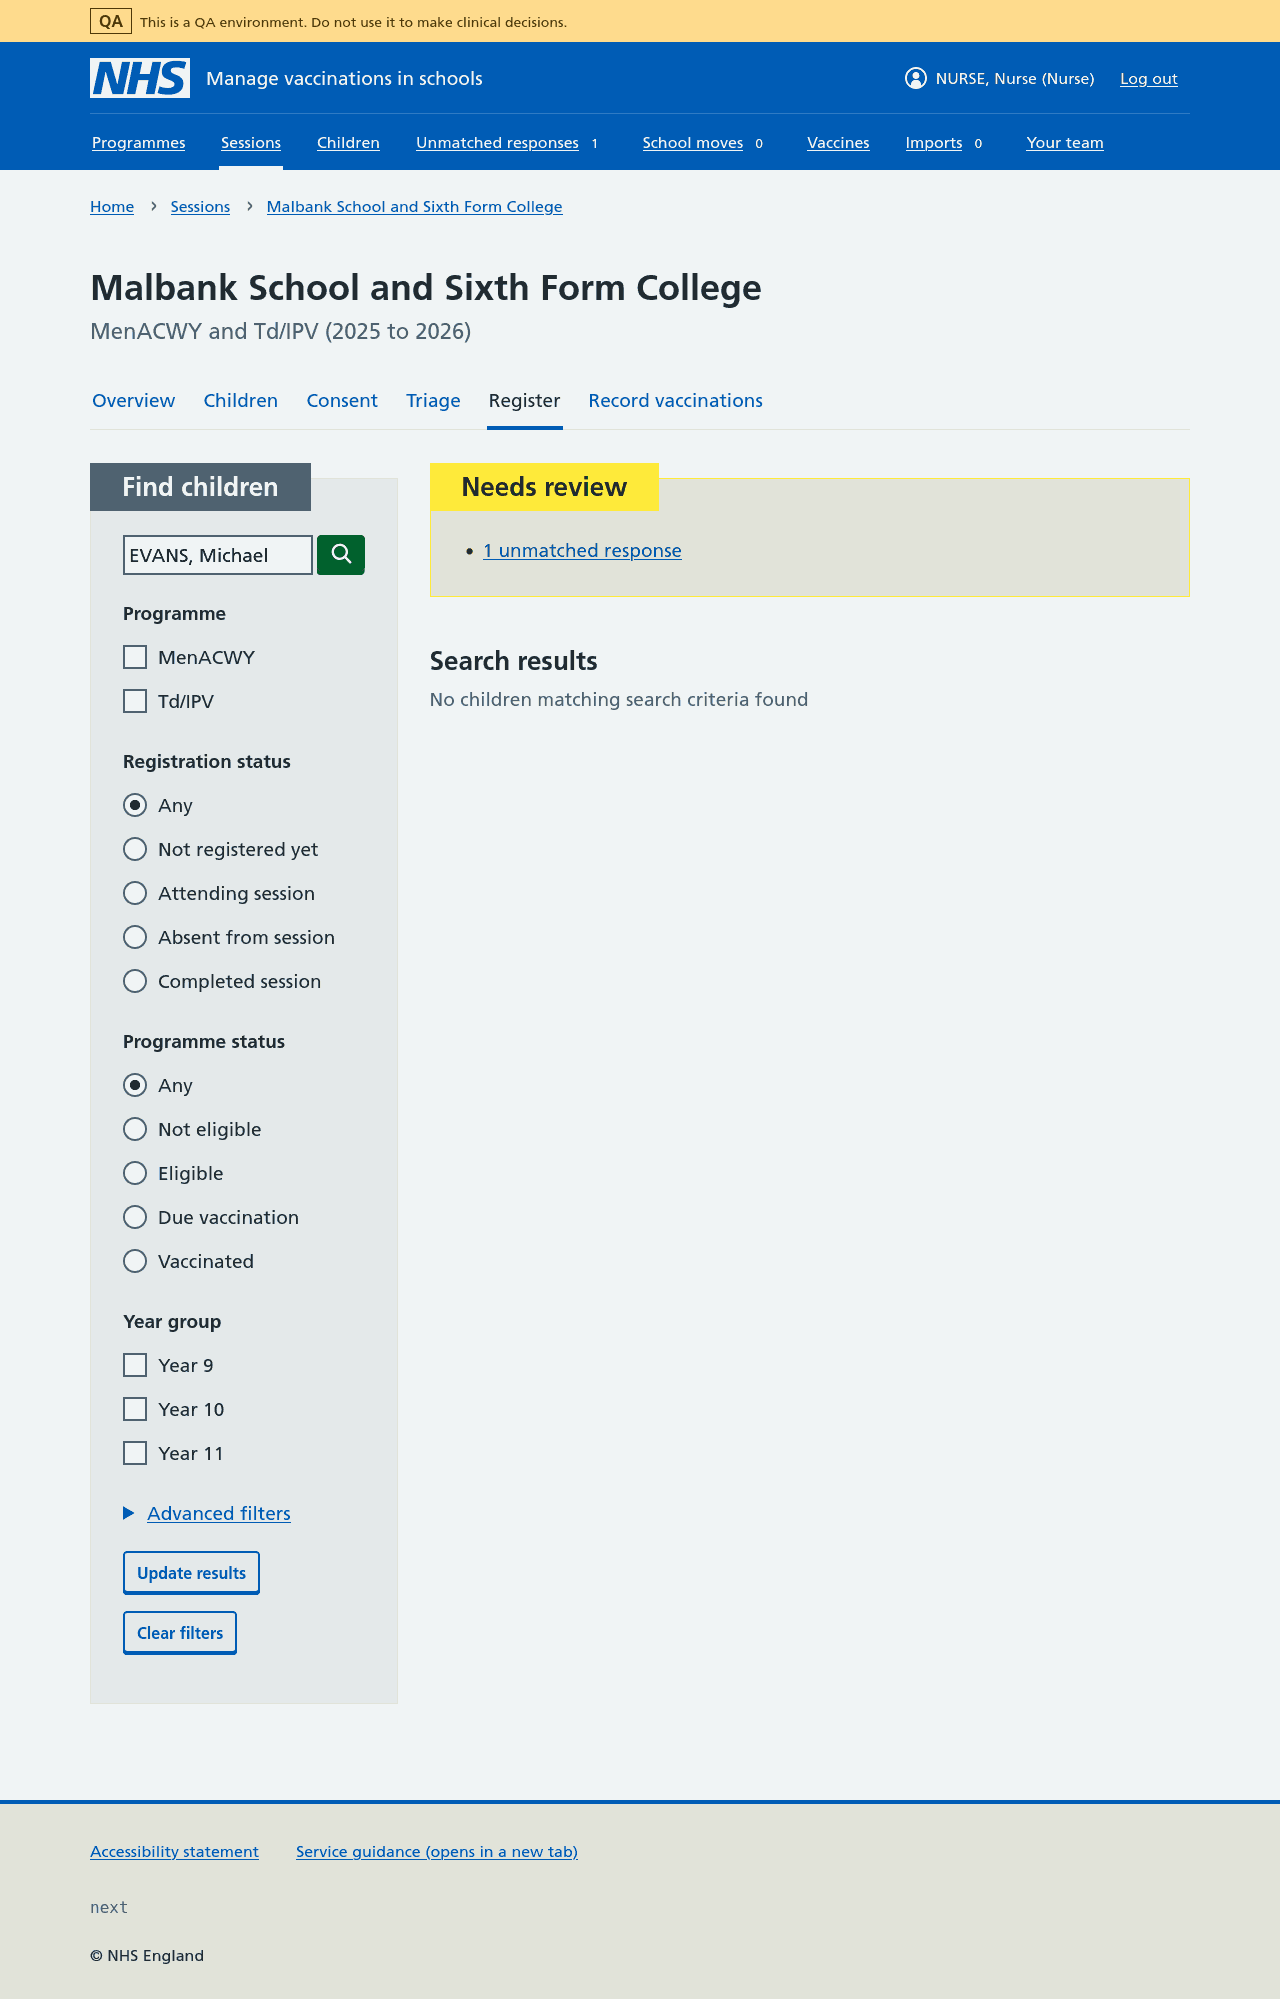 QA This is a QA environment. Do not use it to make clinical decisions.
NHS Manage vaccinations in schools NURSE, Nurse (Nurse) Log out
Programmes Sessions Children Unmatched responses 1 School moves 0 Vaccines Imports 0 Your team
Home › Sessions › Malbank School and Sixth Form College
Malbank School and Sixth Form College
MenACWY and Td/IPV (2025 to 2026)
Overview Children Consent Triage Register Record vaccinations
Find children
EVANS, Michael
Programme
MenACWY
Td/IPV
Registration status
Any
Not registered yet
Attending session
Absent from session
Completed session
Programme status
Any
Not eligible
Eligible
Due vaccination
Vaccinated
Year group
Year 9
Year 10
Year 11
Advanced filters
Update results
Clear filters
Needs review
• 1 unmatched response
Search results
No children matching search criteria found
Accessibility statement Service guidance (opens in a new tab)
next
© NHS England